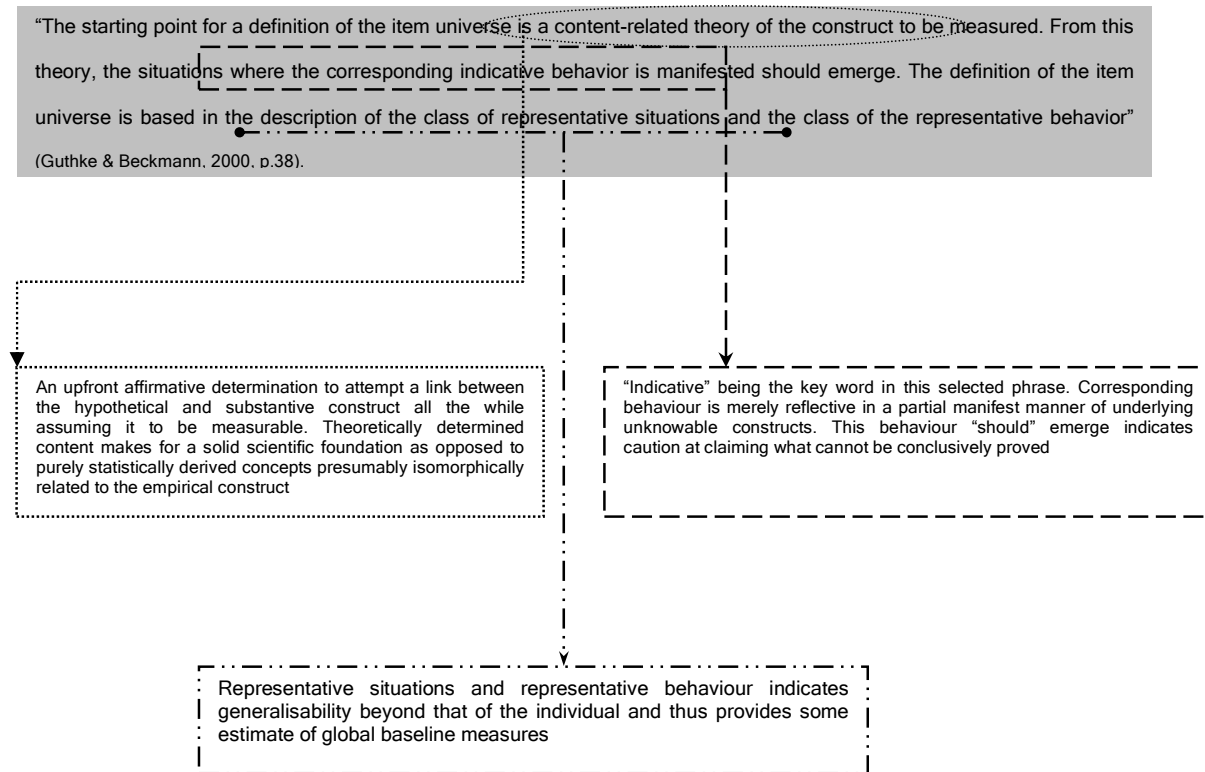 “The starting point for a definition of the item universe is a content-related theory of the construct to be measured. From this
theory, the situations where the corresponding indicative behavior is manifested should emerge. The definition of the item
universe is based in the description of the class of representative situations and the class of the representative behavior”
(Guthke & Beckmann, 2000, p.38).
An upfront affirmative determination to attempt a link between
the hypothetical and substantive construct all the while
assuming it to be measurable. Theoretically determined
content makes for a solid scientific foundation as opposed to
purely statistically derived concepts presumably isomorphically
related to the empirical construct
“Indicative” being the key word in this selected phrase. Corresponding
behaviour is merely reflective in a partial manifest manner of underlying
unknowable constructs. This behaviour “should” emerge indicates
caution at claiming what cannot be conclusively proved
Representative situations and representative behaviour indicates
generalisability beyond that of the individual and thus provides some
estimate of global baseline measures